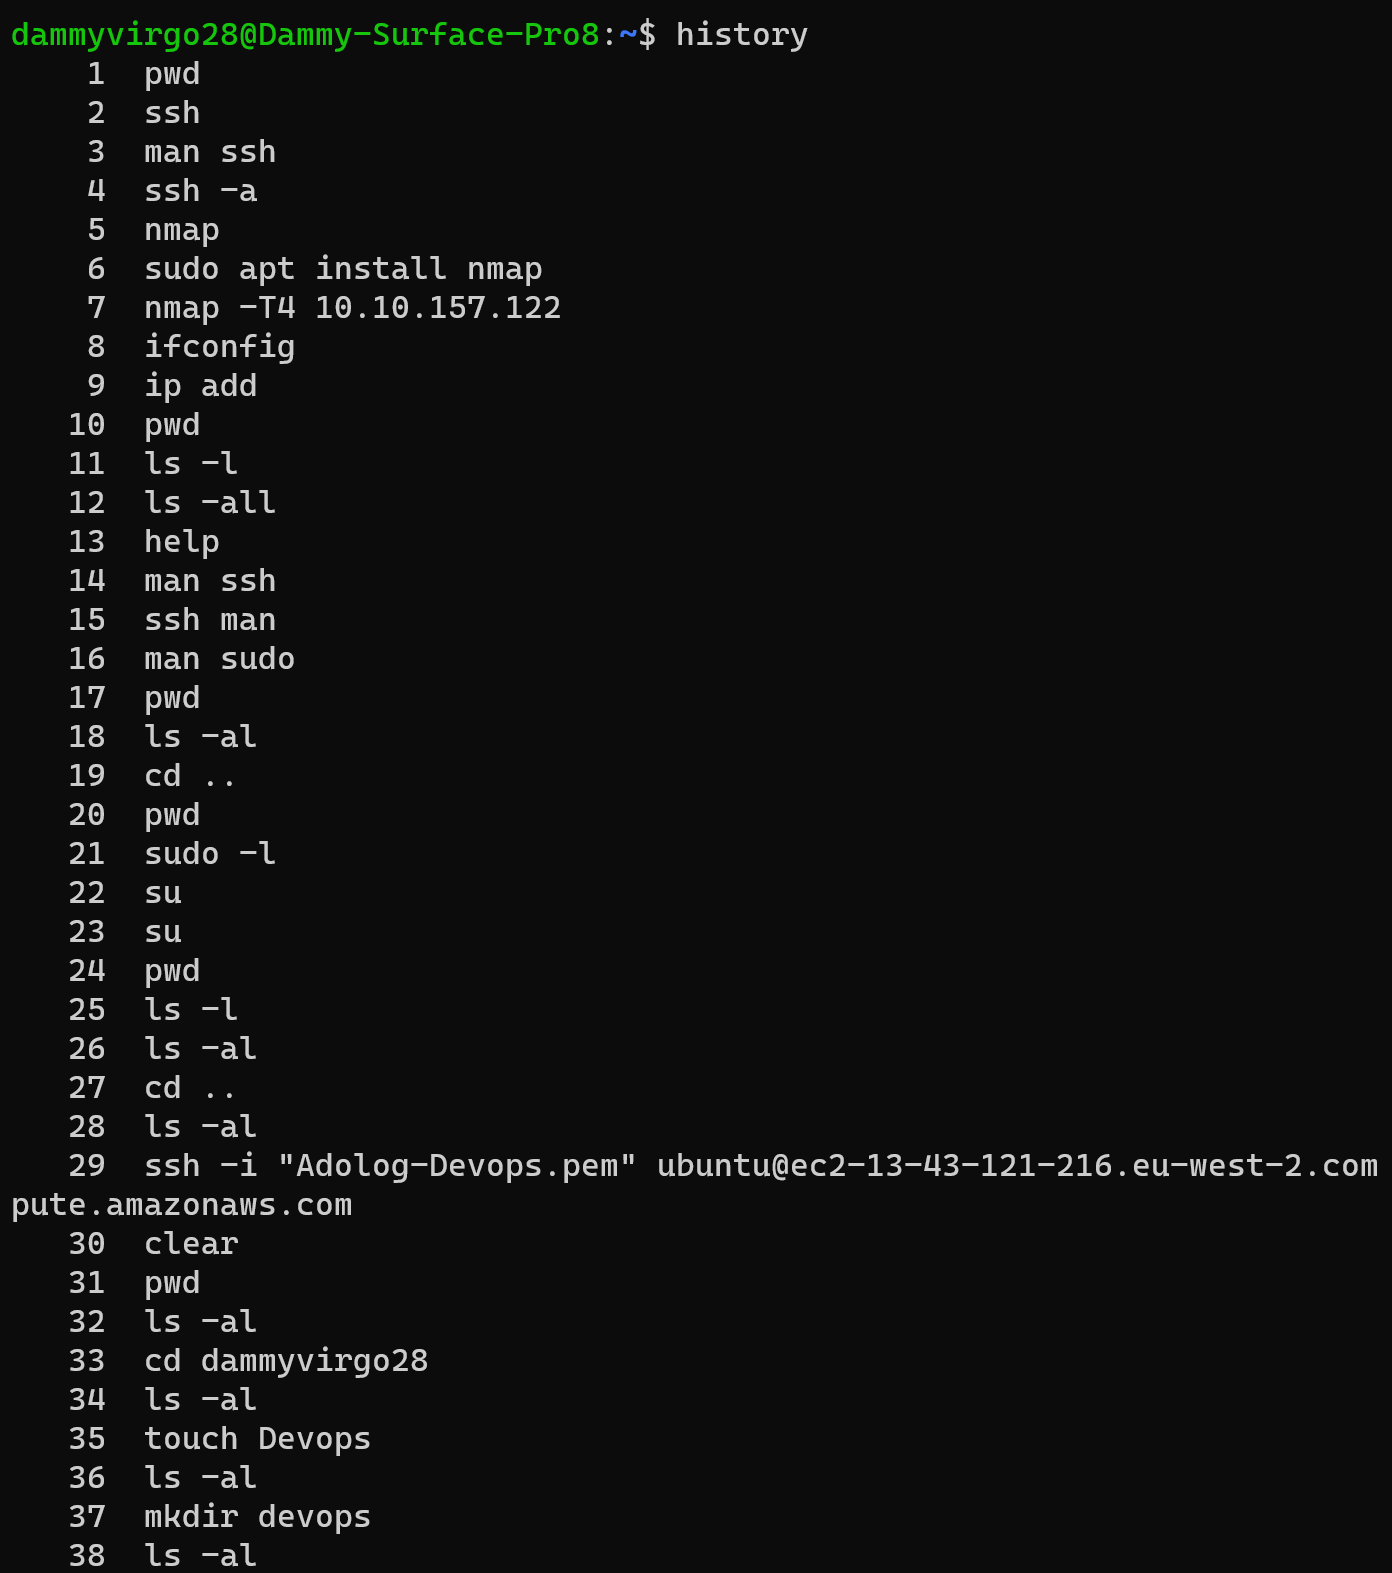 dammyvirgo28@Dammy-Surface-Pro8:~$ history
1 pwd
2 ssh
3 man ssh
4 ssh -a
5 nmap
6 sudo apt install nmap
7 nmap -T4 10.10.157.122
8 ifconfig
9 ip add
10 pwd
11 ls -l
12 ls -all
13 help
14 man ssh
15 ssh man
16 man sudo
17 pwd
18 ls -al
19 cd ..
20 pwd
21 sudo -l
22 su
23 su
24 pwd
25 ls -l
26 ls -al
27 cd ..
28 ls -al
29 ssh -i "Adolog-Devops.pem" ubuntu@ec2-13-43-121-216.eu-west-2.com
pute.amazonaws.com
30 clear
31 pwd
32 ls -al
33 cd dammyvirgo28
34 ls -al
35 touch Devops
36 ls -al
37 mkdir devops
38 ls -al